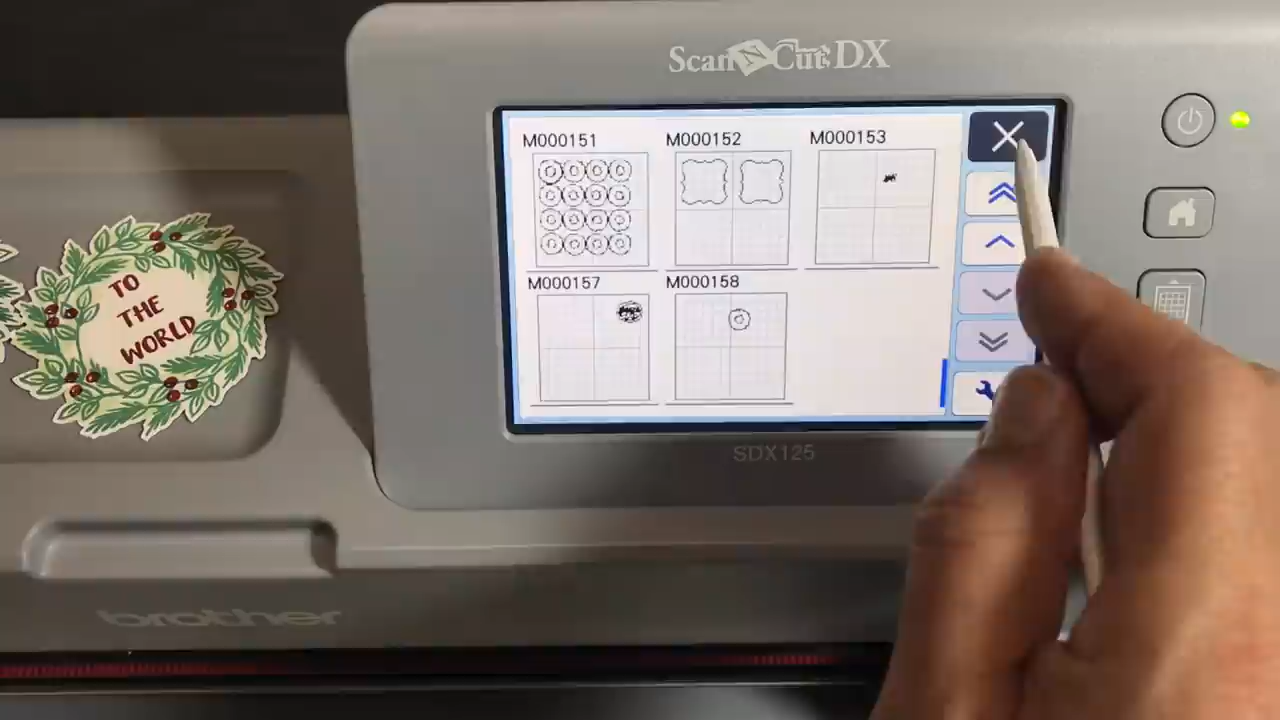 ScanNCut DX
M000151
M000152
M000153
M000157
M000158
SDX125
TO
THE
WORLD
brother